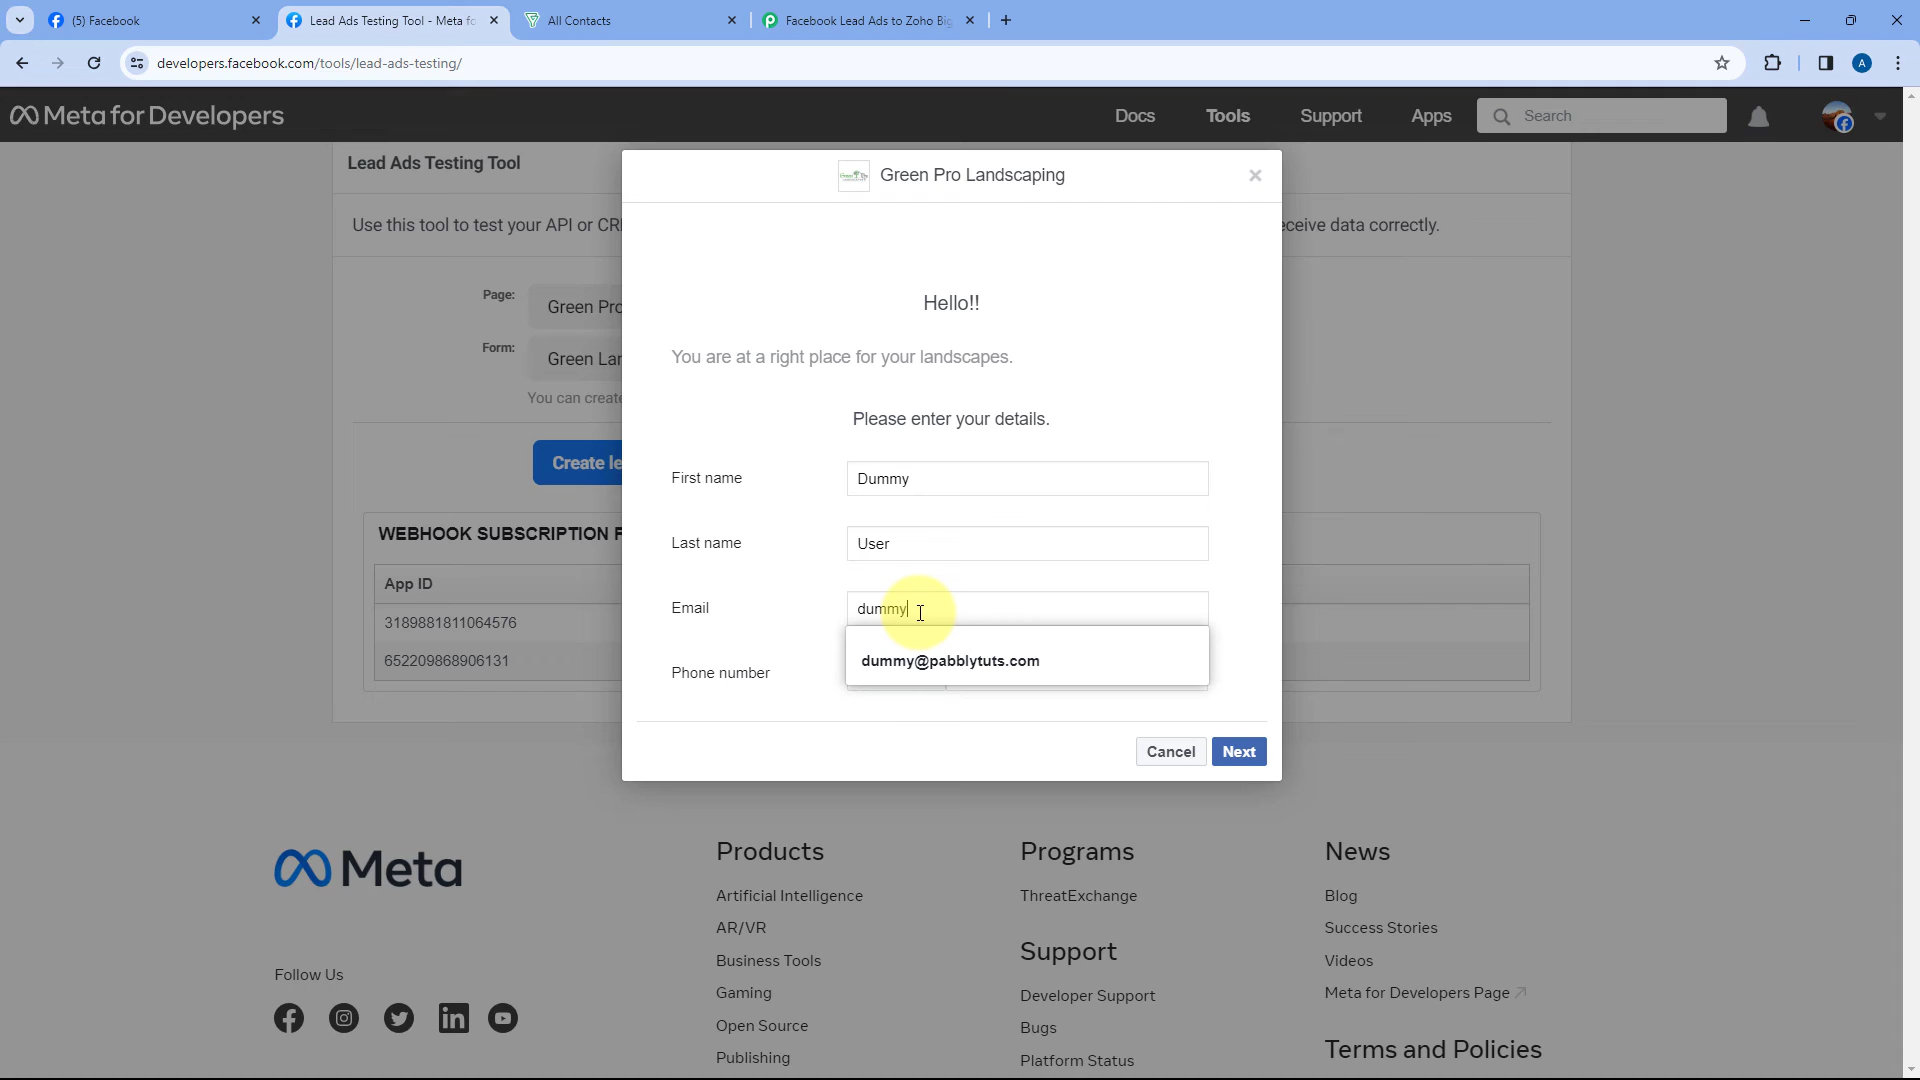 (5) Facebook
Lead Ads Testing Tool - Meta fo
All Contacts
Facebook Lead Ads to Zoho Big
developers.facebook.com/tools/lead-ads-testing/
A
Meta for Developers
Docs
Tools
Support
Apps
Search
Lead Ads Testing Tool
Green Pro Landscaping
Use this tool to test your API or CR
eceive data correctly.
Page:
Green Pro
Form:
Green Lan
You can create
Create le
Hello!!
You are at a right place for your landscapes.
Please enter your details.
First name
Dummy
Last name
User
Email
dummy
dummy@pabblytuts.com
Phone number
Cancel
Next
WEBHOOK SUBSCRIPTION F
App ID
3189881811064576
652209868906131
Meta
Follow Us
Products
Artificial Intelligence
AR/VR
Business Tools
Gaming
Open Source
Publishing
Programs
ThreatExchange
Support
Developer Support
Bugs
Platform Status
News
Blog
Success Stories
Videos
Meta for Developers Page
Terms and Policies